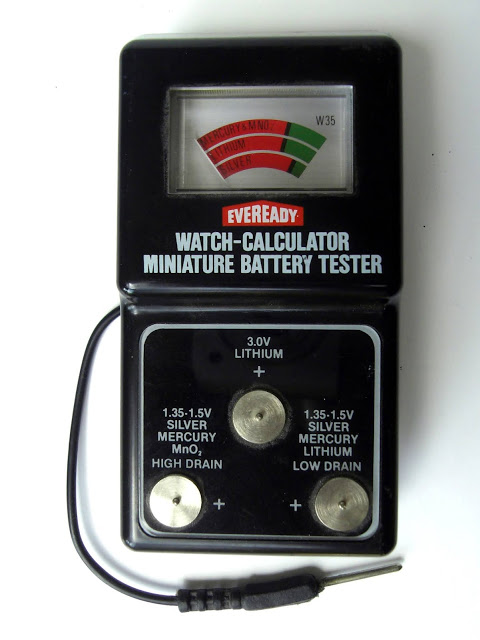 W35
MERCURY & MNO₂
LITHIUM
SILVER
EVEREADY
WATCH-CALCULATOR
MINIATURE BATTERY TESTER
3.0V
LITHIUM
+
1.35-1.5V
SILVER
MERCURY
MnO₂
HIGH DRAIN
+
1.35-1.5V
SILVER
MERCURY
LITHIUM
LOW DRAIN
+